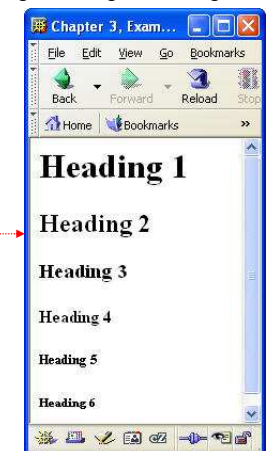 Chapter 3, Exam...
File Edit View Go Bookmarks
Back Forward Reload Stop
Home Bookmarks »
Heading 1
Heading 2
Heading 3
Heading 4
Heading 5
Heading 6